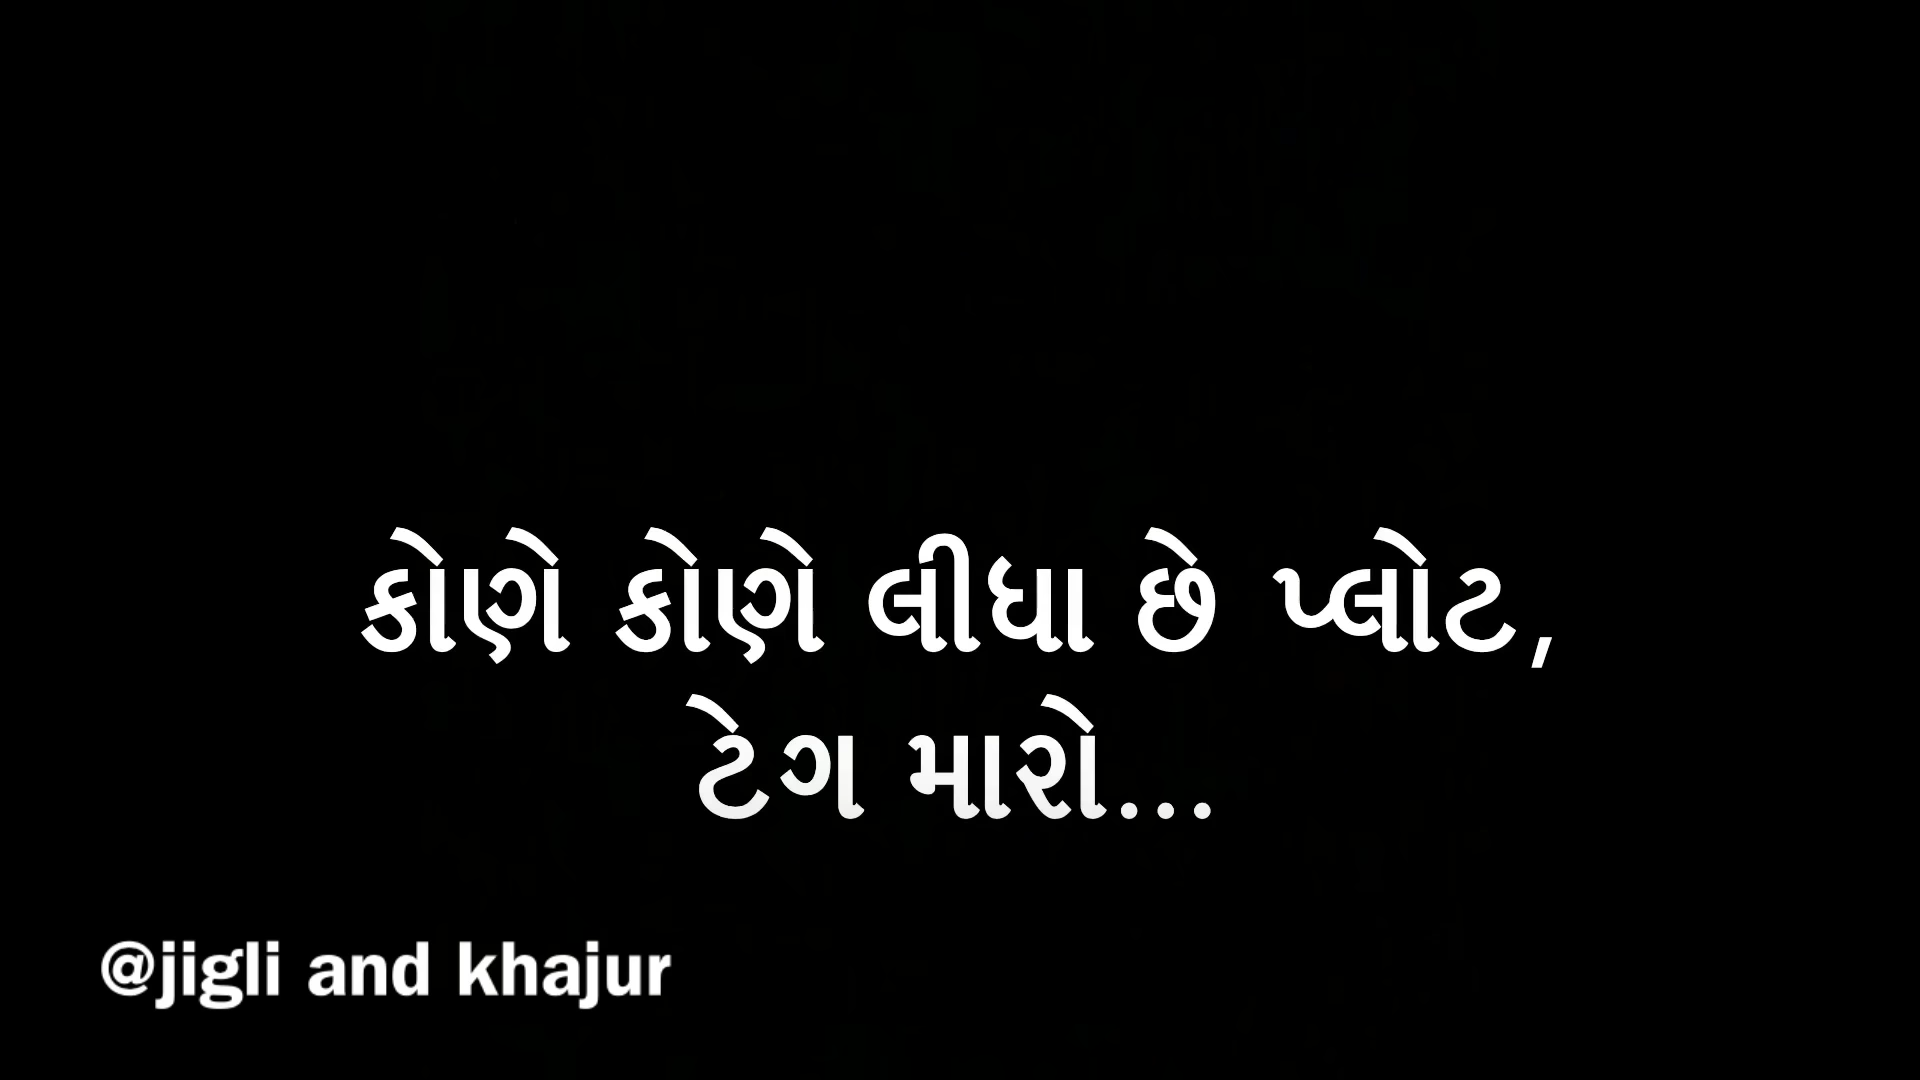 કોણે કોણે લીધા છે પ્લોટ,
ટેગ મારો...
@jigli and khajur